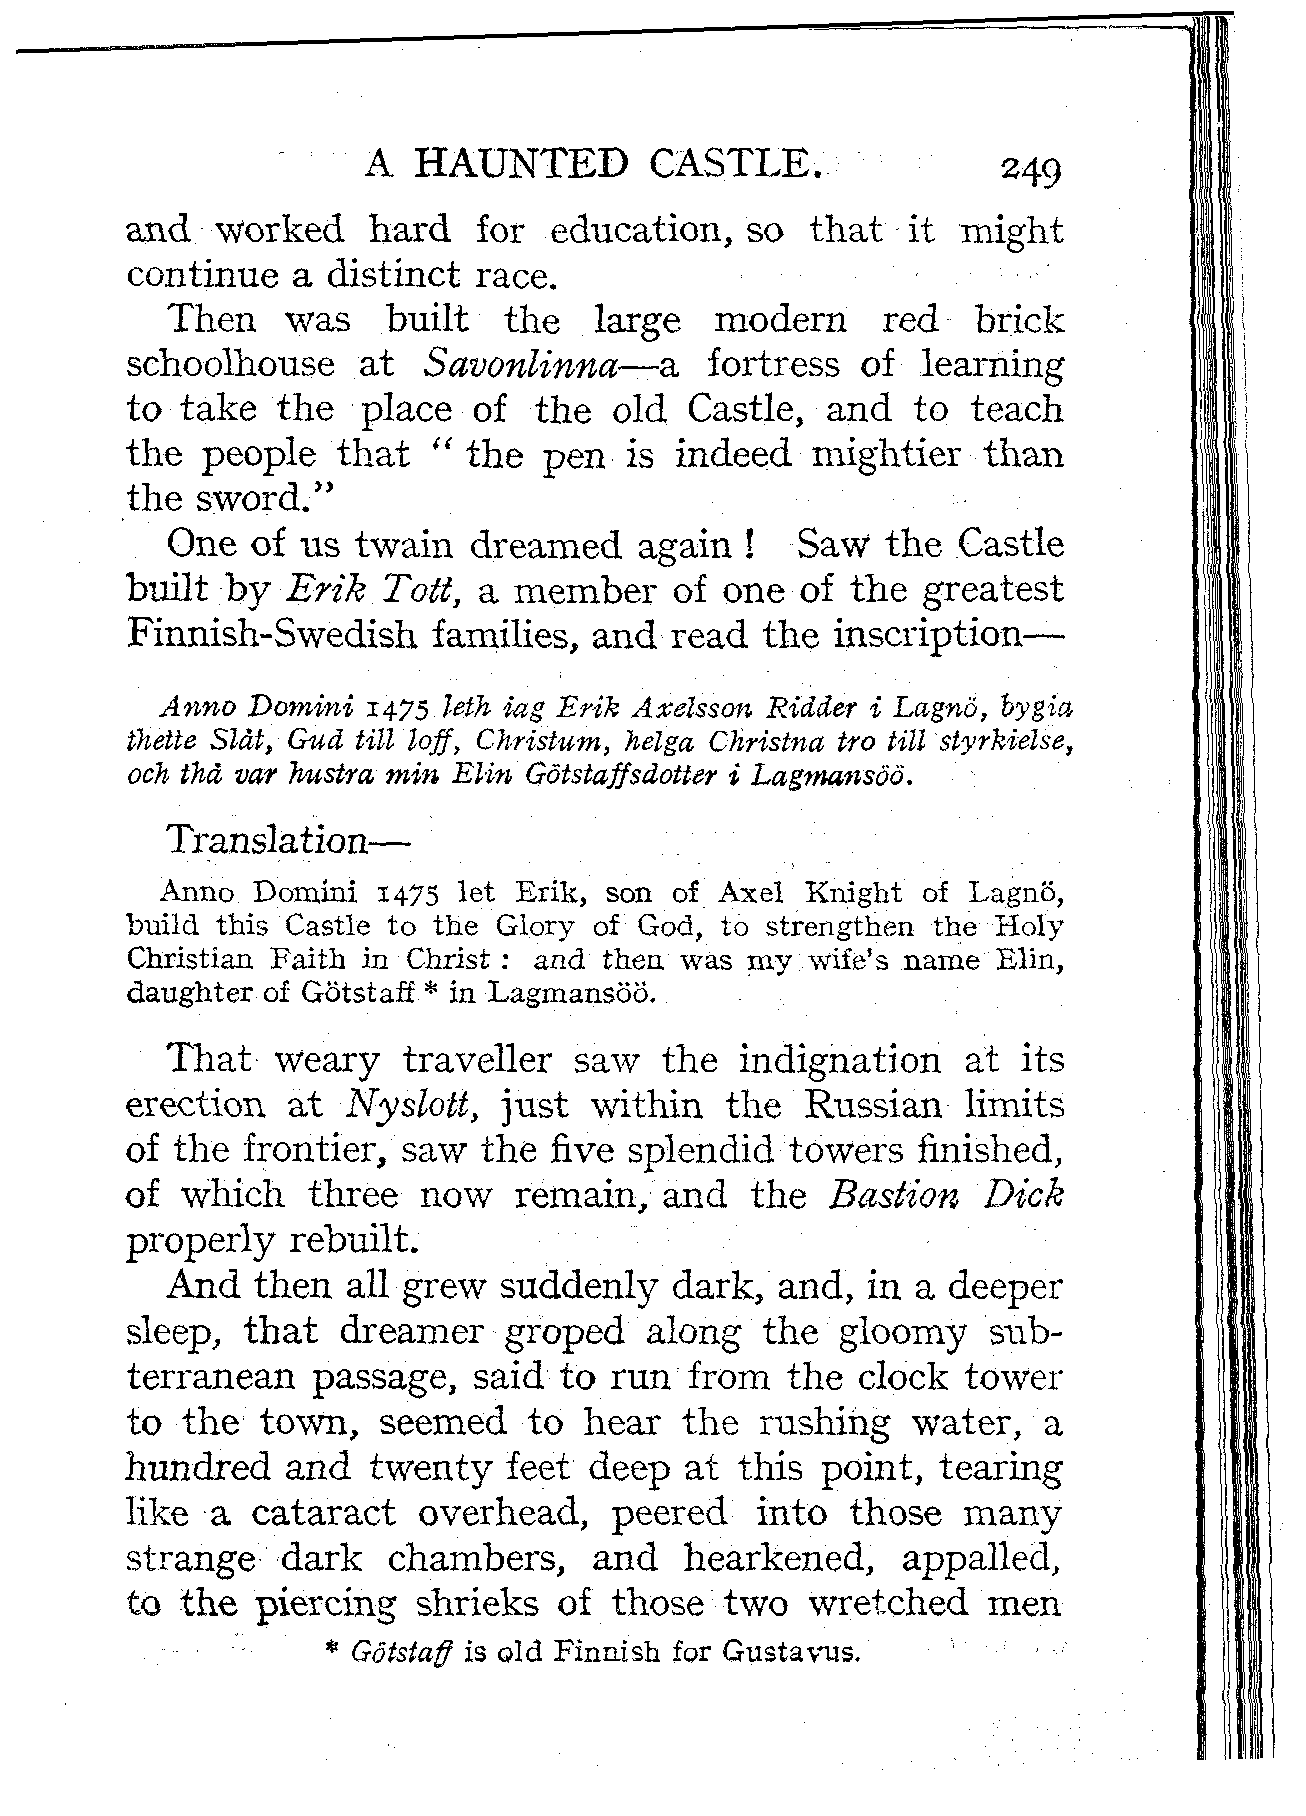 A HAUNTED CASTLE. 249
and worked hard for education, so that it might
continue a distinct race.
Then was built the large modern red brick
schoolhouse at Savonlinna—a fortress of learning
to take the place of the old Castle, and to teach
the people that “ the pen is indeed mightier than
the sword.”
One of us twain dreamed again ! Saw the Castle
built by Erik Tott, a member of one of the greatest
Finnish-Swedish families, and read the inscription—
Anno Domini 1475 leth iag Erik Axelsson Ridder i Lagnö, bygia
thette Slåt, Gud till loff, Christum, helga Christna tro till styrkielse,
och thå var hustra min Elin Götstaffsdotter i Lagmansöö.
Translation—
Anno Domini 1475 let Erik, son of Axel Knight of Lagnö,
build this Castle to the Glory of God, to strengthen the Holy
Christian Faith in Christ : and then was my wife's name Elin,
daughter of Götstaff * in Lagmansöö.
That weary traveller saw the indignation at its
erection at Nyslott, just within the Russian limits
of the frontier, saw the five splendid towers finished,
of which three now remain, and the Bastion Dick
properly rebuilt.
And then all grew suddenly dark, and, in a deeper
sleep, that dreamer groped along the gloomy sub-
terranean passage, said to run from the clock tower
to the town, seemed to hear the rushing water, a
hundred and twenty feet deep at this point, tearing
like a cataract overhead, peered into those many
strange dark chambers, and hearkened, appalled,
to the piercing shrieks of those two wretched men
* Götstaff is old Finnish for Gustavus.